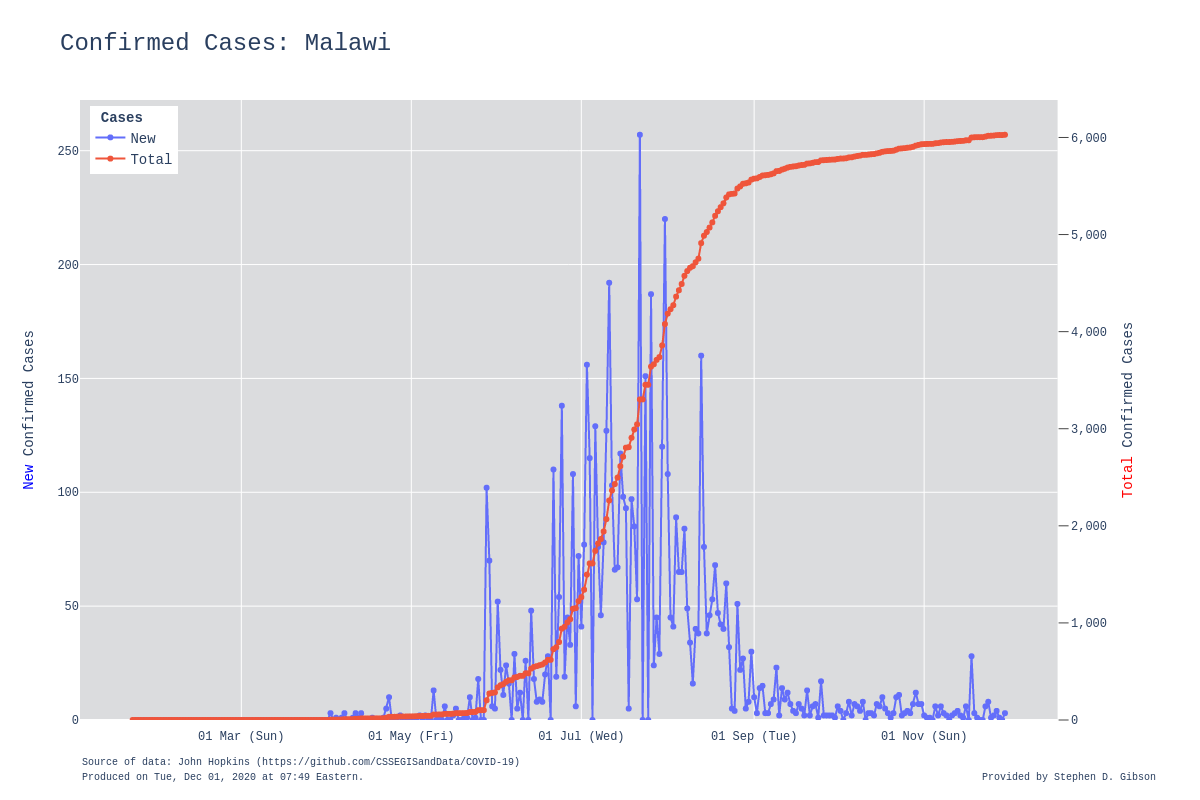 Confirmed Cases: Malawi
Cases
New
Total
250
200
150
100
50
0
6,000
5,000
4,000
3,000
2,000
1,000
0
New Confirmed Cases
Total Confirmed Cases
01 Mar (Sun)
01 May (Fri)
01 Jul (Wed)
01 Sep (Tue)
01 Nov (Sun)
Source of data: John Hopkins (https://github.com/CSSEGISandData/COVID-19)
Produced on Tue, Dec 01, 2020 at 07:49 Eastern.
Provided by Stephen D. Gibson